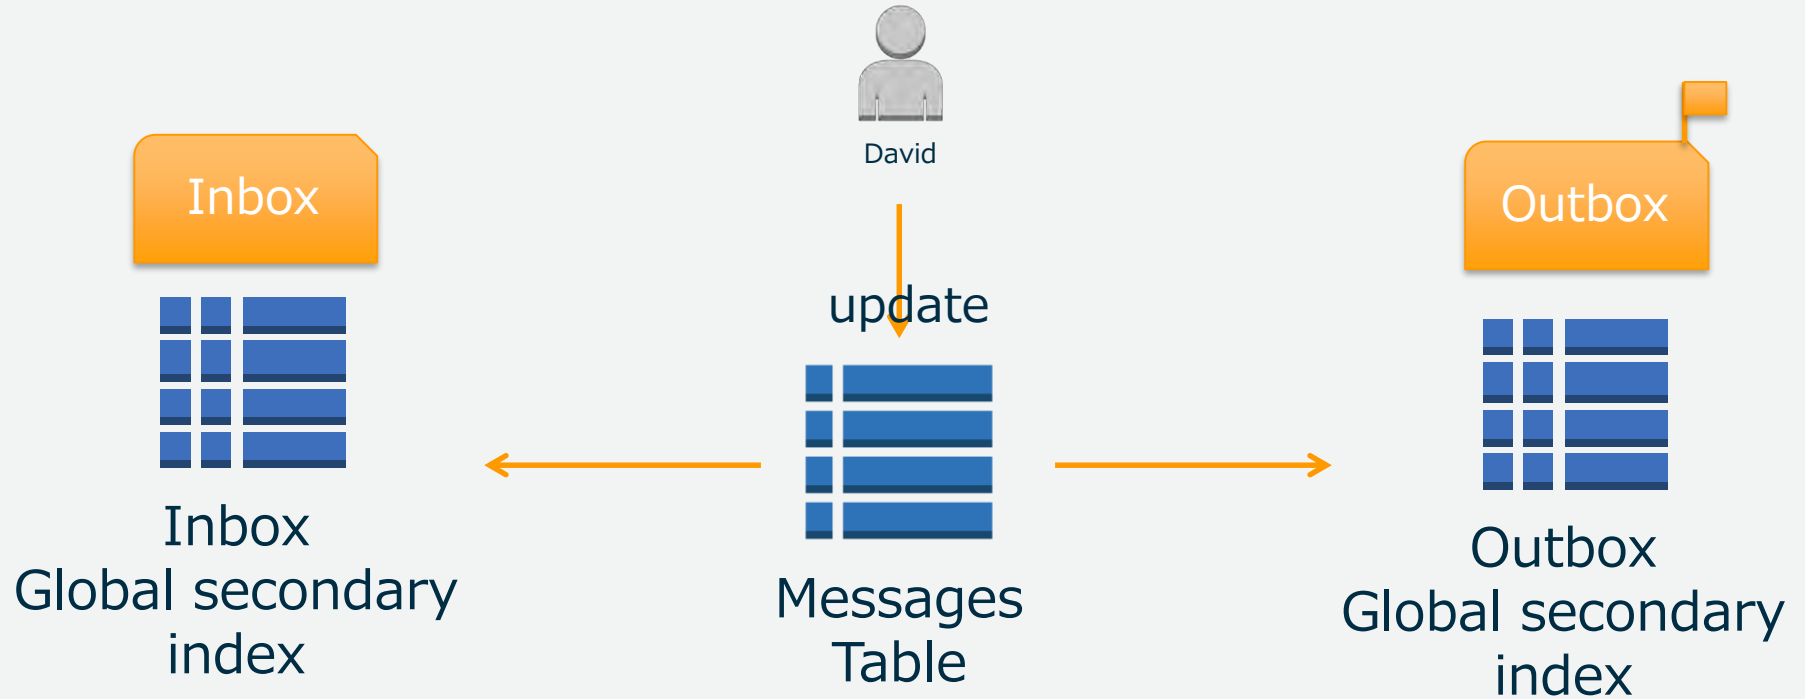 David
Inbox
Outbox
update
Inbox
Global secondary
index
Messages
Table
Outbox
Global secondary
index